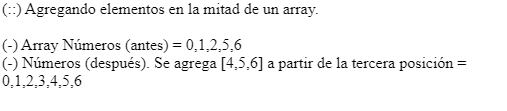 (::) Agregando elementos en la mitad de un array.
(-) Array Números (antes) = 0,1,2,5,6
(-) Números (después). Se agrega [4,5,6] a partir de la tercera posición =
0,1,2,3,4,5,6